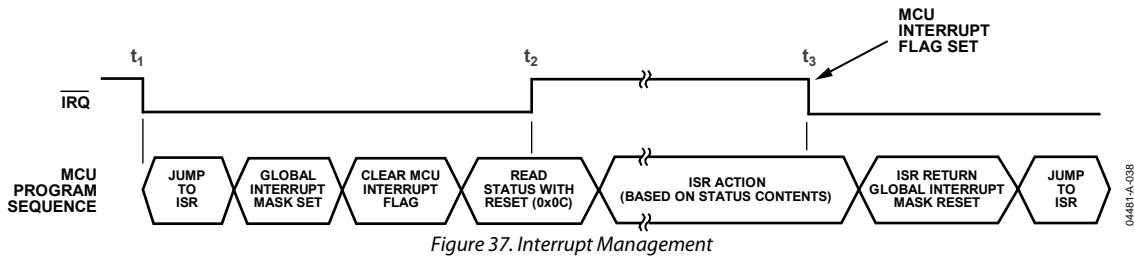 MCU
INTERRUPT
FLAG SET
t1
t2
t3
IRQ
MCU
PROGRAM
SEQUENCE
JUMP
TO
ISR
GLOBAL
INTERRUPT
MASK SET
CLEAR MCU
INTERRUPT
FLAG
READ
STATUS WITH
RESET (0x0C)
ISR ACTION
(BASED ON STATUS CONTENTS)
ISR RETURN
GLOBAL INTERRUPT
MASK RESET
JUMP
TO
ISR
04481-A-038
Figure 37. Interrupt Management